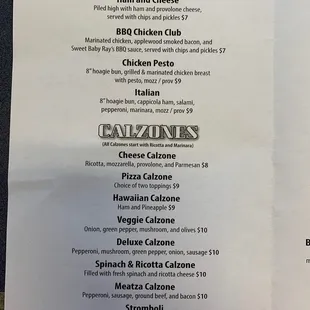 Ham and Cheese
Piled high with ham and provolone cheese,
served with chips and pickles $7
BBQ Chicken Club
Marinated chicken, applewood smoked bacon, and
Sweet Baby Ray's BBQ sauce, served with chips and pickles $7
Chicken Pesto
8" hoagie bun, grilled & marinated chicken breast
with pesto, mozz / prov $9
Italian
8" hoagie bun, cappicola ham, salami,
pepperoni, marinara, mozz / prov $9
CALZONES
(All Calzones start with Ricotta and Marinara)
Cheese Calzone
Ricotta, mozzarella, provolone, and Parmesan $8
Pizza Calzone
Choice of two toppings $9
Hawaiian Calzone
Ham and Pineapple $9
Veggie Calzone
Onion, green pepper, mushroom, and olives $10
Deluxe Calzone
Pepperoni, mushroom, green pepper, onion, sausage $10
Spinach & Ricotta Calzone
Filled with fresh spinach and ricotta cheese $10
Meatza Calzone
Pepperoni, sausage, ground beef, and bacon $10
Stromboli